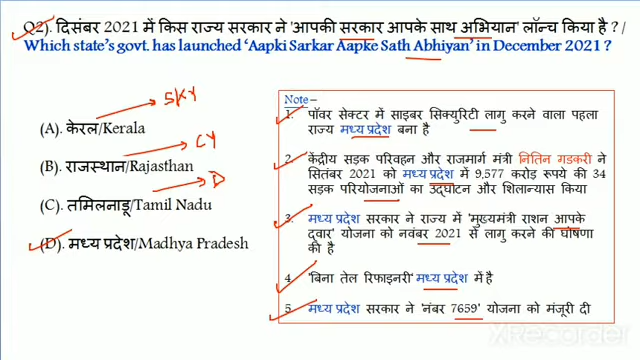 Q2). दिसंबर 2021 में किस राज्य सरकार ने 'आपकी सरकार आपके साथ अभियान' लॉन्च किया है ? /
Which state's govt. has launched 'Aapki Sarkar Aapke Sath Abhiyan' in December 2021 ?
SKY
(A). केरल/Kerala
CY
(B). राजस्थान/Rajasthan
D
(C). तमिलनाडू/Tamil Nadu
(D). मध्य प्रदेश/Madhya Pradesh
Note–
1. पॉवर सेक्टर में साइबर सिक्युरिटी लागु करने वाला पहला
राज्य मध्य प्रदेश बना है
2. केंद्रीय सड़क परिवहन और राजमार्ग मंत्री नितिन गडकरी ने
सितंबर 2021 को मध्य प्रदेश में 9,577 करोड़ रूपये की 34
सड़क परियोजनाओं का उद्घोटन और शिलान्यास किया
3. मध्य प्रदेश सरकार ने राज्य में 'मुख्यमंत्री राशन आपके
द्वार' योजना को नवंबर 2021 से लागु करने की घोषणा
की है
4. 'बिना तेल रिफाइनरी' मध्य प्रदेश में है
5. मध्य प्रदेश सरकार ने 'नंबर 7659' योजना को मंजूरी दी
XRECORDER